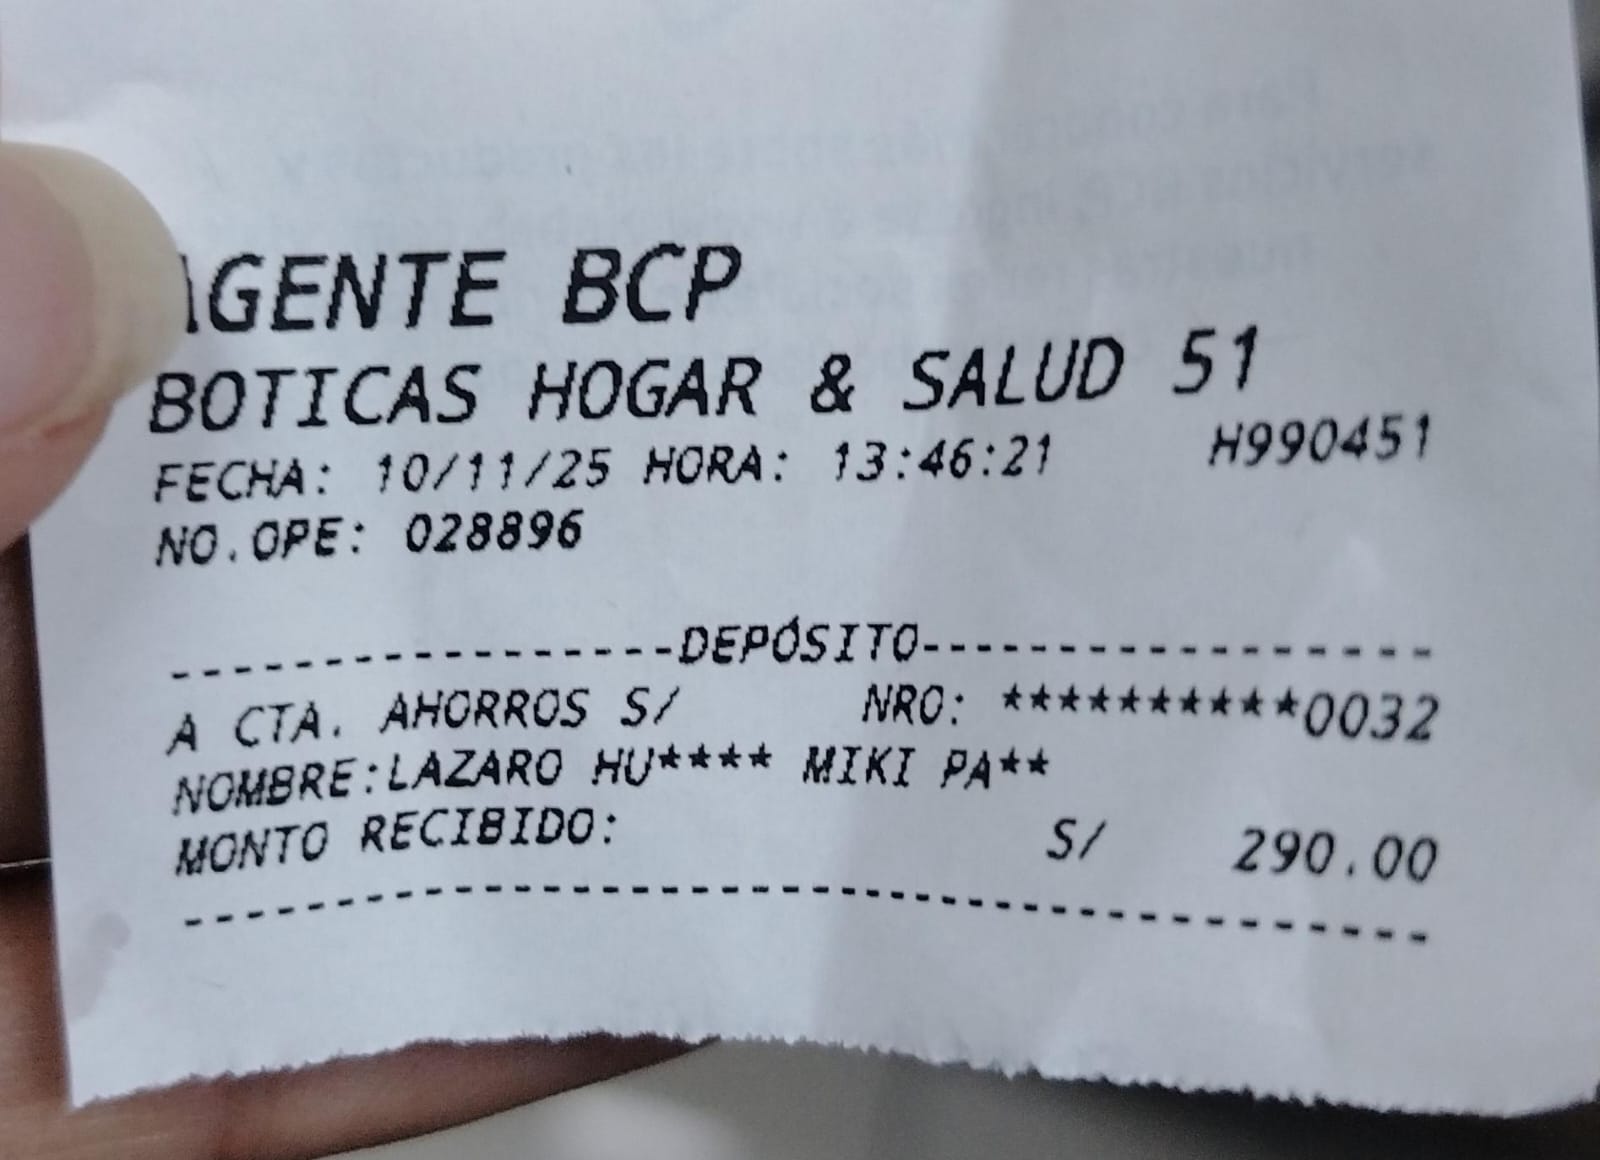 AGENTE BCP
BOTICAS HOGAR & SALUD 51
FECHA: 10/11/25 HORA: 13:46:21 H990451
NO.OPE: 028896
------------------DEPÓSITO------------------
A CTA. AHORROS S/ NRO: **********0032
NOMBRE:LAZARO HU**** MIKI PA**
MONTO RECIBIDO: S/ 290.00